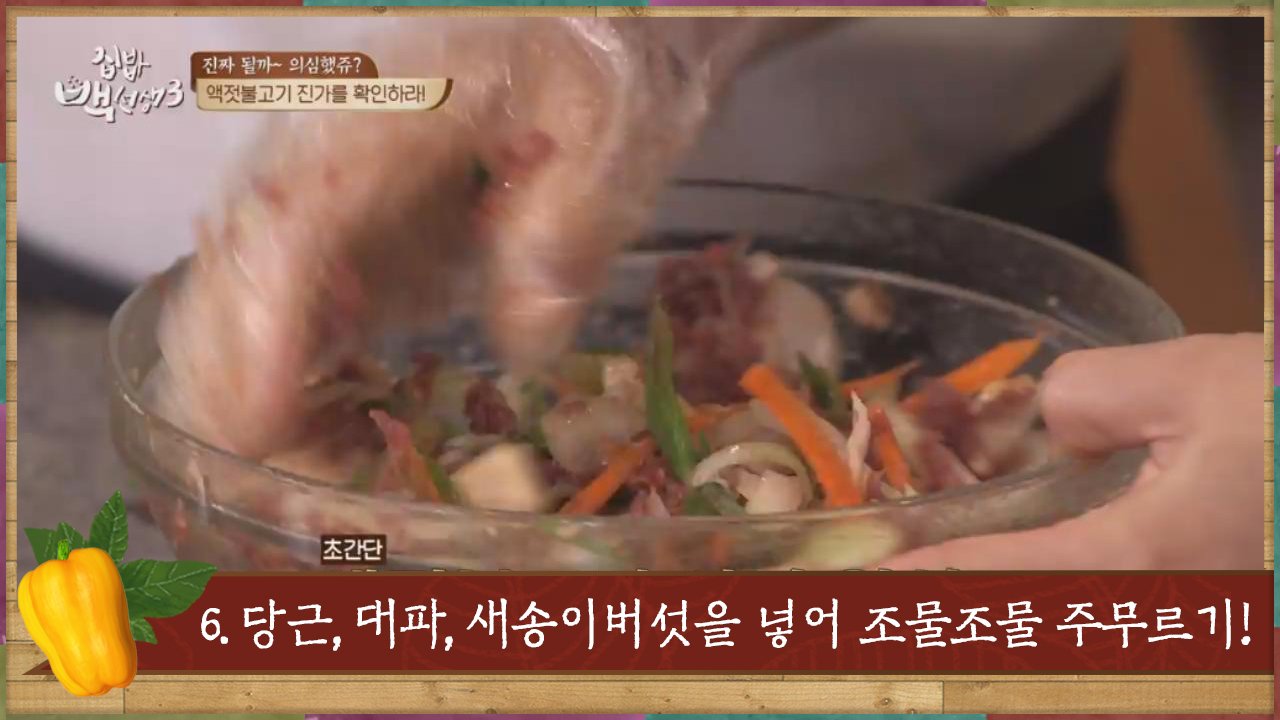 집밥
백선생3
진짜 될까~ 의심했쥬?
액젓불고기 진가를 확인하라!
초간단
6. 당근, 대파, 새송이버섯을 넣어 조물조물 주무르기!